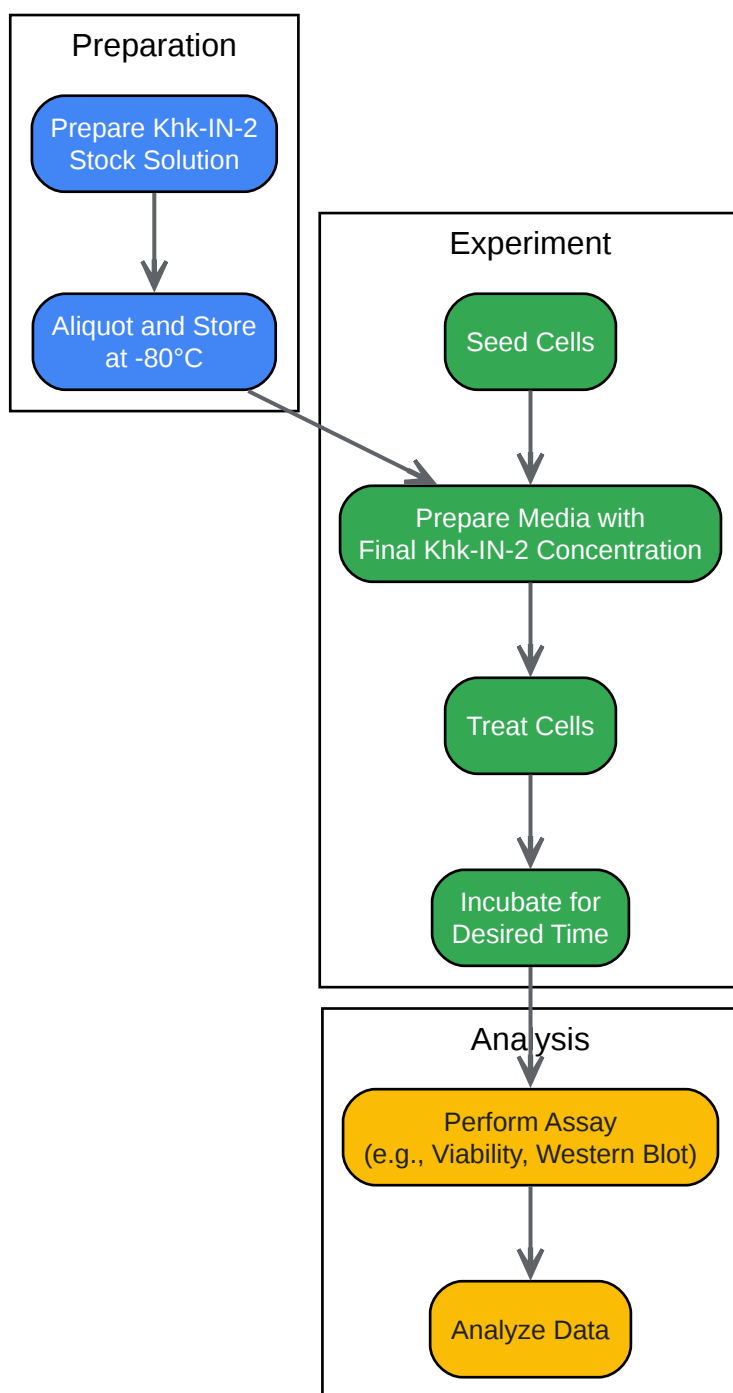 Preparation
Prepare Khk-IN-2
Stock Solution
Aliquot and Store
at -80°C
Experiment
Seed Cells
Prepare Media with
Final Khk-IN-2 Concentration
Treat Cells
Incubate for
Desired Time
Analysis
Perform Assay
(e.g., Viability, Western Blot)
Analyze Data